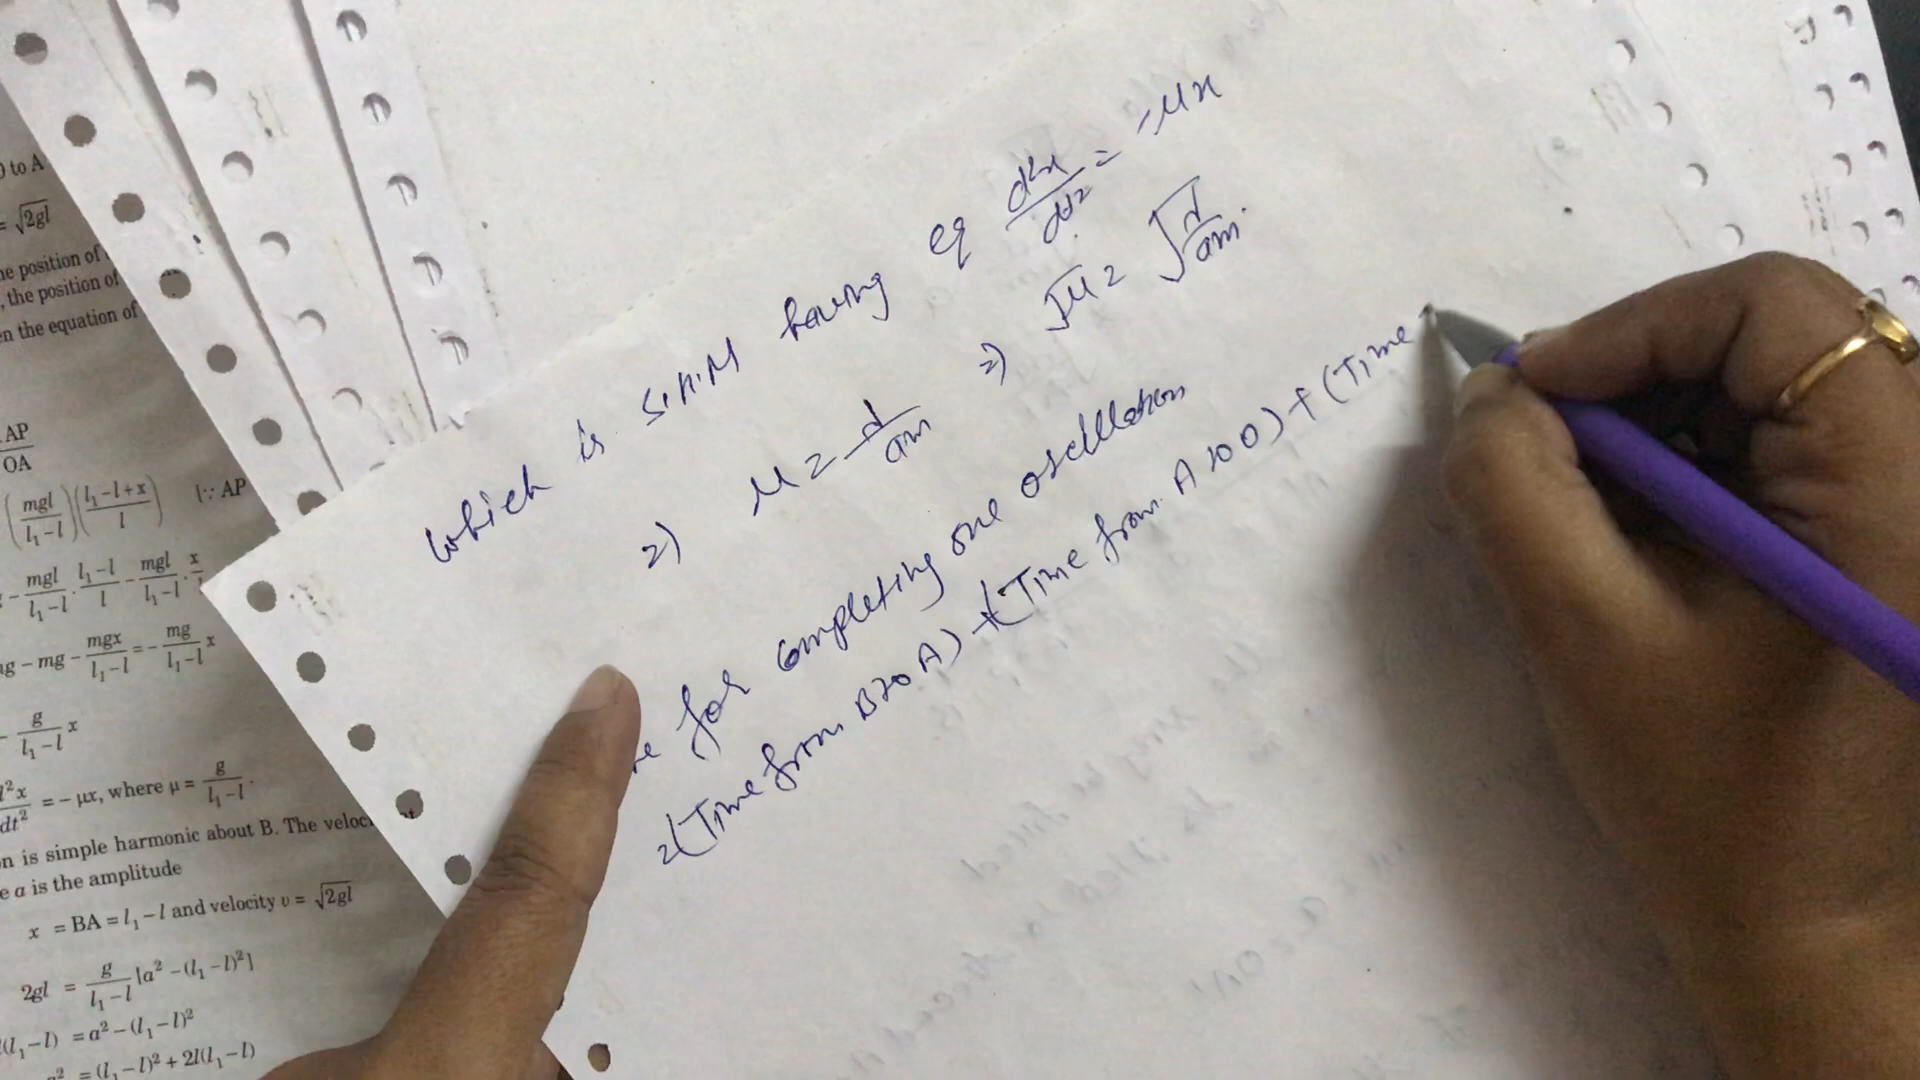 ) to A
= √2gl
he position of
, the position of
en the equation of
AP/OA
(mgl/(l₁-l))((l₁-l+x)/l) [∵ AP
- mgl/(l₁-l) · (l₁-l)/l - mgl/(l₁-l) · x/l
ng - mg - mgx/(l₁-l) = - mg/(l₁-l) x
- g/(l₁-l) x
d²x/dt² = - μx, where μ = g/(l₁-l).
n is simple harmonic about B. The veloc
e a is the amplitude
x = BA = l₁ - l and velocity v = √2gl
2gl = g/(l₁-l) [a² - (l₁-l)²]
l(l₁-l) = a² - (l₁-l)²
a² = (l₁-l)² + 2l(l₁-l)
which is S.H.M having eq d²x/dt² = -μx
=) μ = λ/am =) √μ = √λ/am.
me for completing one oscillation
=(Time from B to A) + (Time from A to O) + (Time